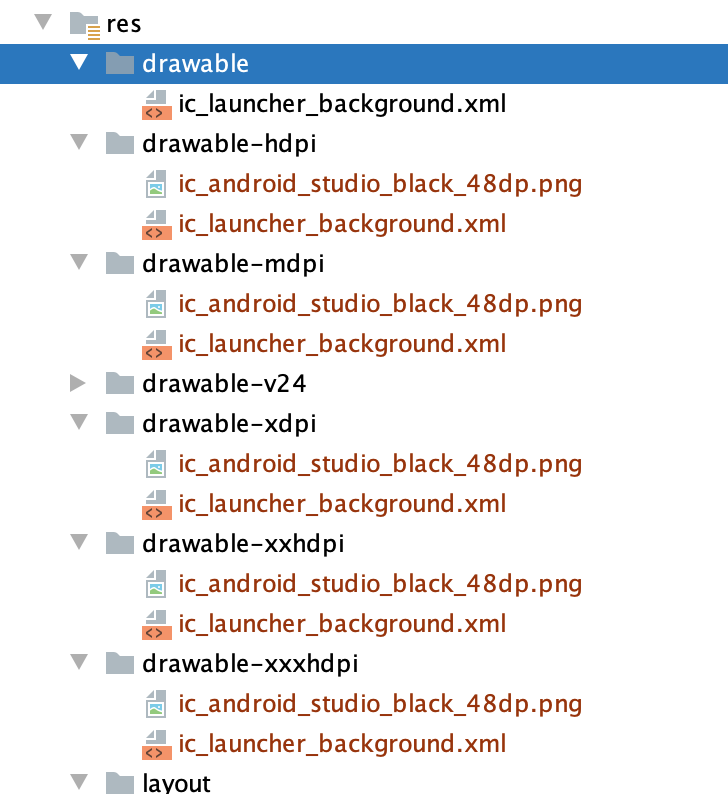 res
drawable
ic_launcher_background.xml
drawable-hdpi
ic_android_studio_black_48dp.png
ic_launcher_background.xml
drawable-mdpi
ic_android_studio_black_48dp.png
ic_launcher_background.xml
drawable-v24
drawable-xdpi
ic_android_studio_black_48dp.png
ic_launcher_background.xml
drawable-xxhdpi
ic_android_studio_black_48dp.png
ic_launcher_background.xml
drawable-xxxhdpi
ic_android_studio_black_48dp.png
ic_launcher_background.xml
layout